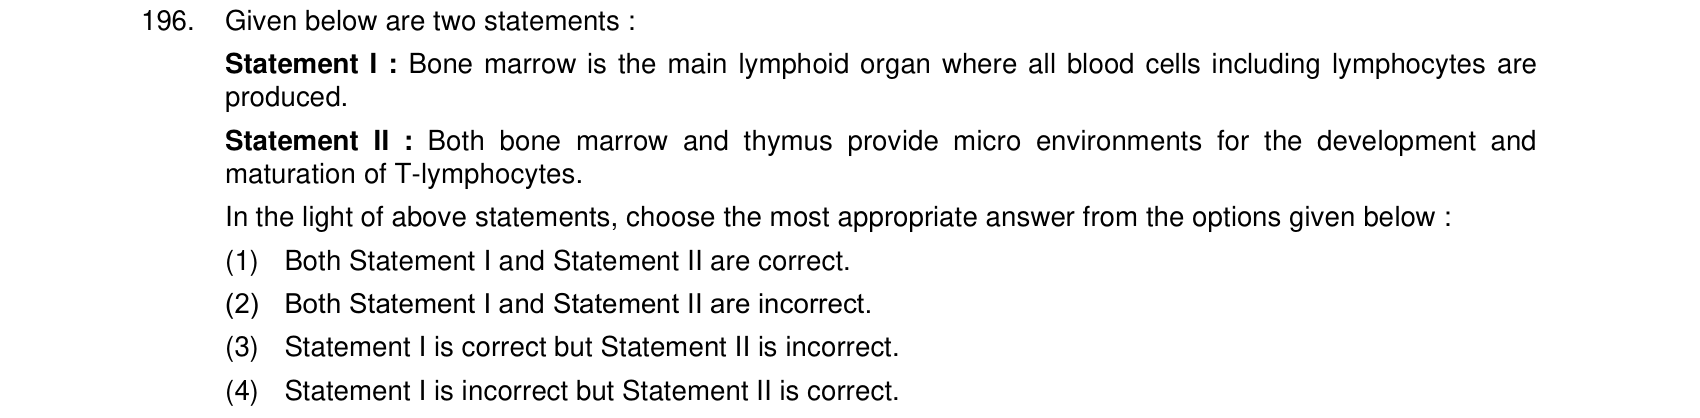 196. Given below are two statements :
Statement I : Bone marrow is the main lymphoid organ where all blood cells including lymphocytes are
produced.
Statement II : Both bone marrow and thymus provide micro environments for the development and
maturation of T-lymphocytes.
In the light of above statements, choose the most appropriate answer from the options given below :
(1) Both Statement I and Statement II are correct.
(2) Both Statement I and Statement II are incorrect.
(3) Statement I is correct but Statement II is incorrect.
(4) Statement I is incorrect but Statement II is correct.